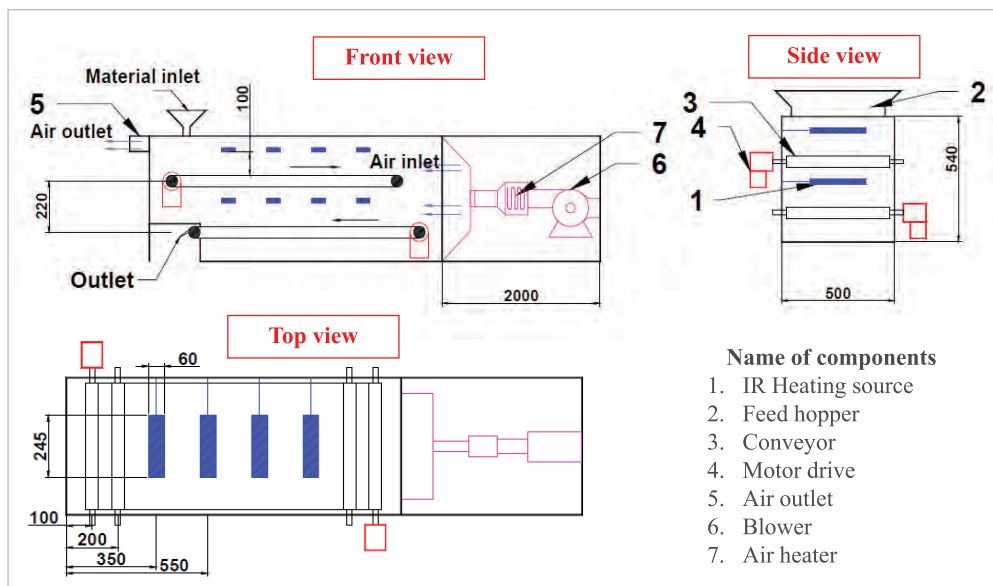 Front view
Material inlet
5
Air outlet
100
Air inlet
7
6
220
Outlet
2000
Side view
3
2
4
1
540
500
Top view
60
245
100
200
350
550
Name of components
1. IR Heating source
2. Feed hopper
3. Conveyor
4. Motor drive
5. Air outlet
6. Blower
7. Air heater